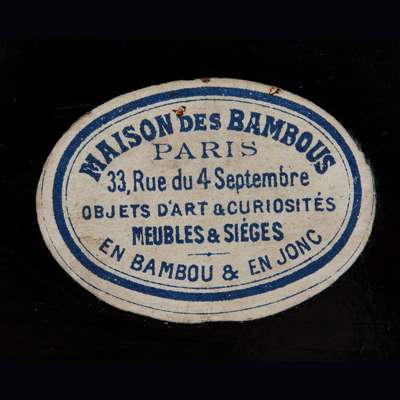 MAISON DES BAMBOUS
PARIS
33, Rue du 4 Septembre
OBJETS D'ART & CURIOSITÉS
MEUBLES & SIÉGES
EN BAMBOU & EN JONC